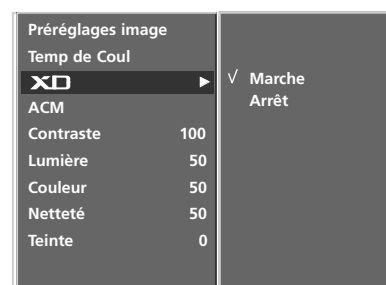 Préréglages image
Temp de Coul
XD
ACM
Contraste 100
Lumière 50
Couleur 50
Netteté 50
Teinte 0
√ Marche
Arrêt